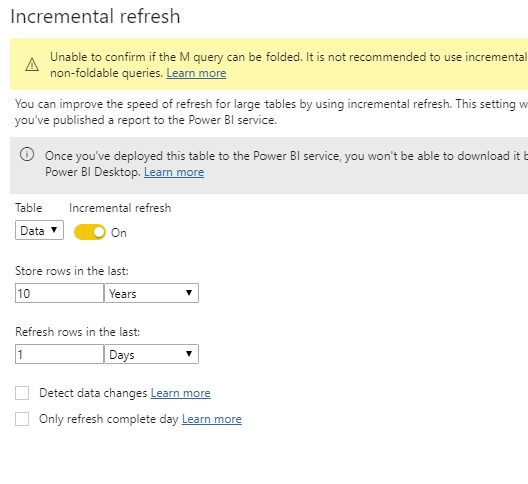 Incremental refresh
Unable to confirm if the M query can be folded. It is not recommended to use incremental
non-foldable queries. Learn more
You can improve the speed of refresh for large tables by using incremental refresh. This setting w
you've published a report to the Power BI service.
Once you've deployed this table to the Power BI service, you won't be able to download it b
Power BI Desktop. Learn more
Table Incremental refresh
Data On
Store rows in the last:
10 Years
Refresh rows in the last:
1 Days
Detect data changes Learn more
Only refresh complete day Learn more